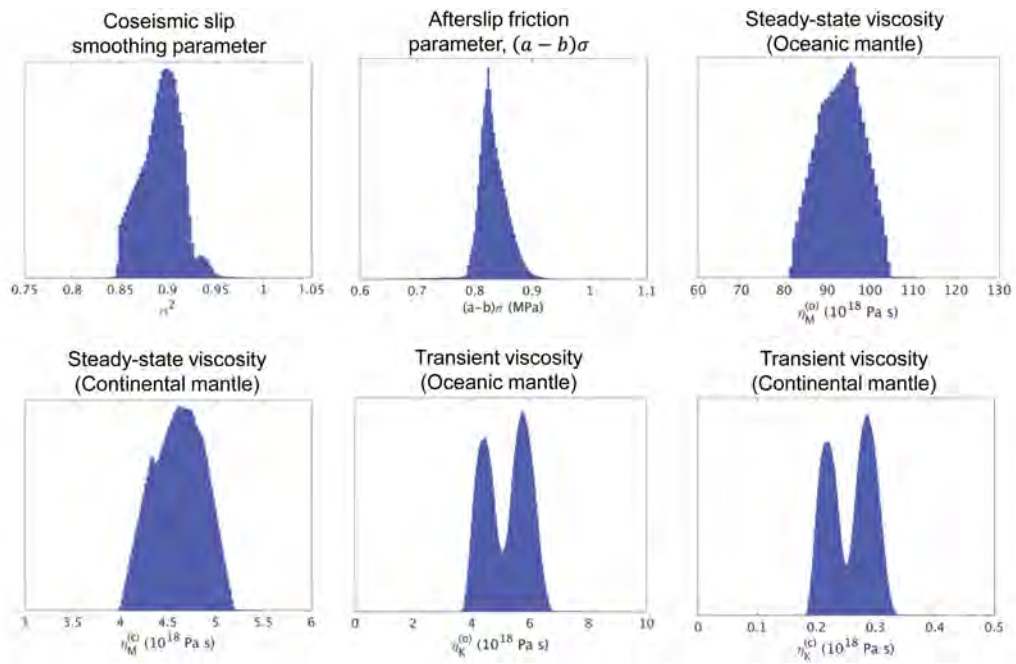 Coseismic slip
smoothing parameter
0.75 0.8 0.85 0.9 0.95 1 1.05
Afterslip friction
parameter, (a − b)σ
0.6 0.7 0.8 0.9 1 1.1
(a–b)σ (MPa)
Steady-state viscosity
(Oceanic mantle)
60 70 80 90 100 110 120 130
η_M^(o) (10^18 Pa s)
Steady-state viscosity
(Continental mantle)
1 1.5 3 3.5 4 4.5 5 5.5 6
η_M^(c) (10^18 Pa s)
Transient viscosity
(Oceanic mantle)
0 2 4 6 8 10
η_K^(o) (10^18 Pa s)
Transient viscosity
(Continental mantle)
0 0.1 0.2 0.3 0.4 0.5
η_K^(c) (10^18 Pa s)